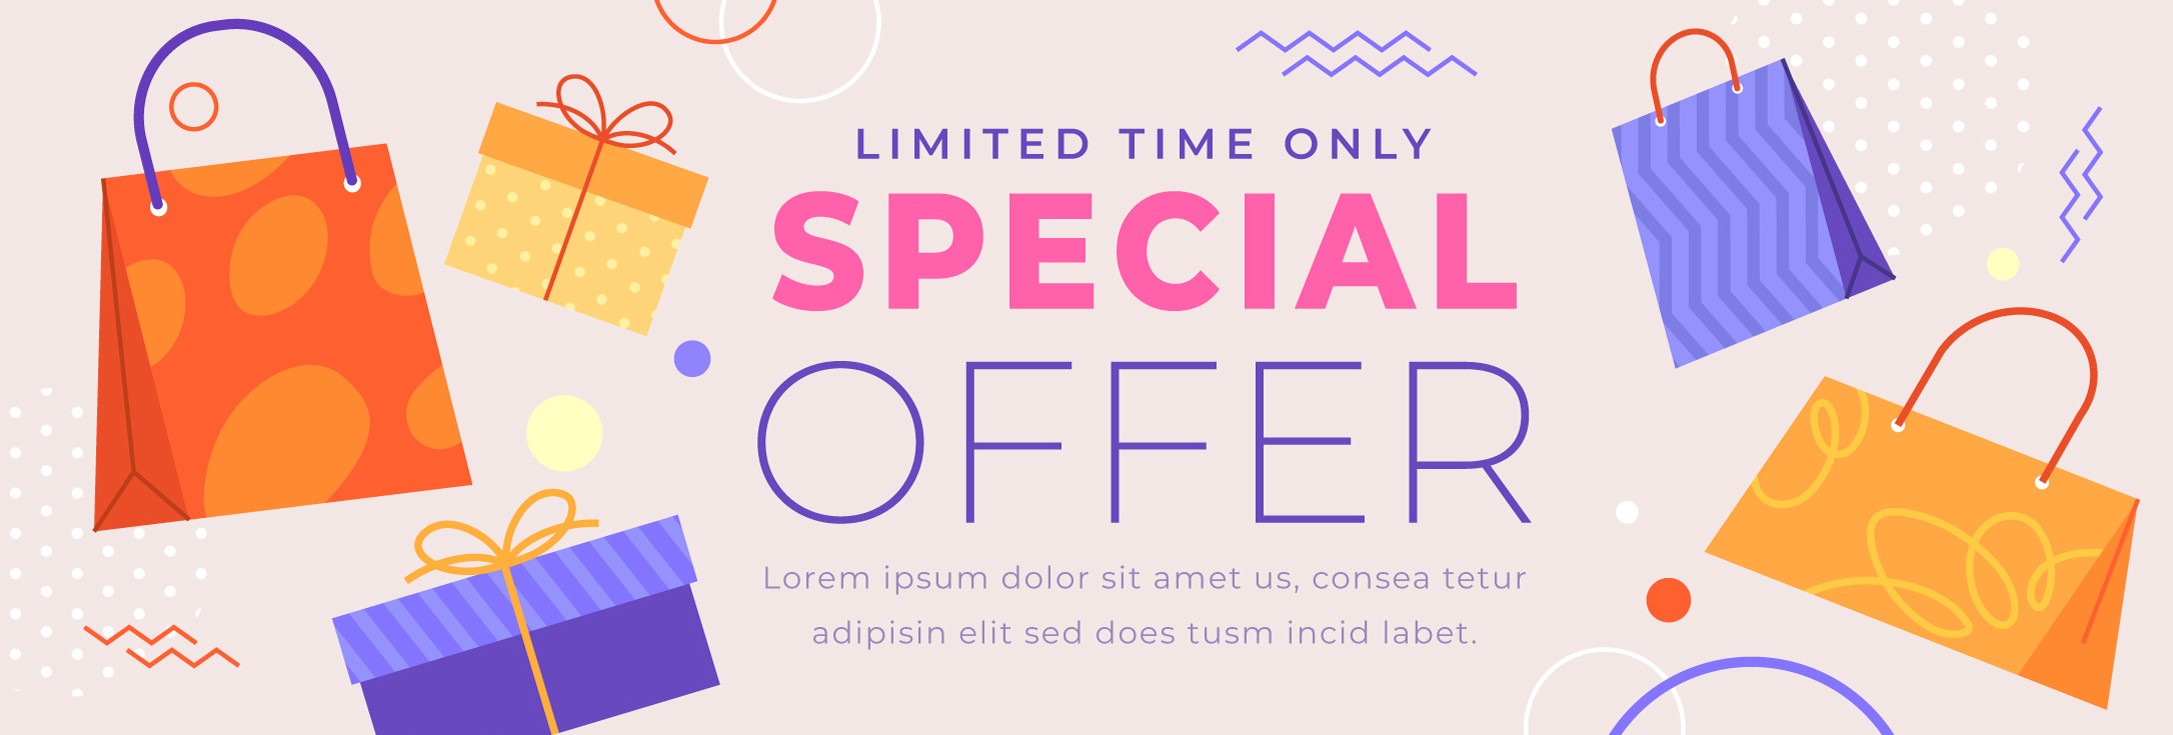 LIMITED TIME ONLY
SPECIAL
OFFER
Lorem ipsum dolor sit amet us, consea tetur
adipisin elit sed does tusm incid labet.